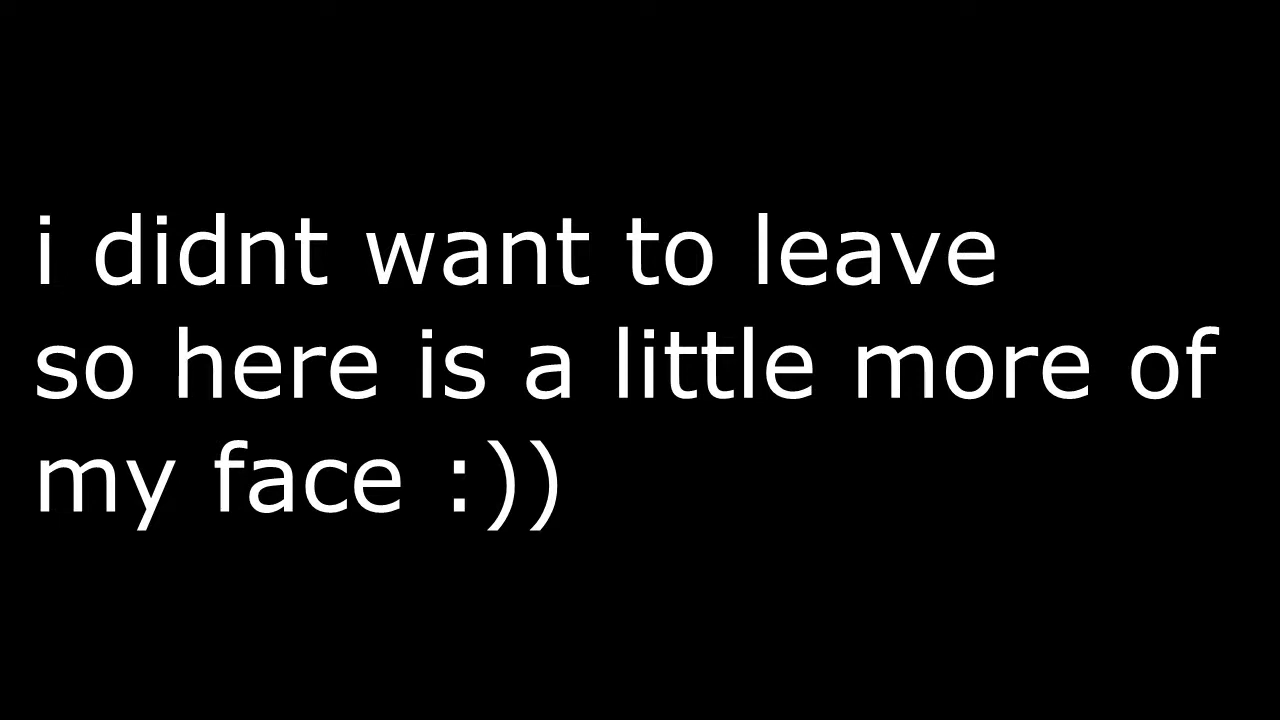 i didnt want to leave
so here is a little more of
my face :))